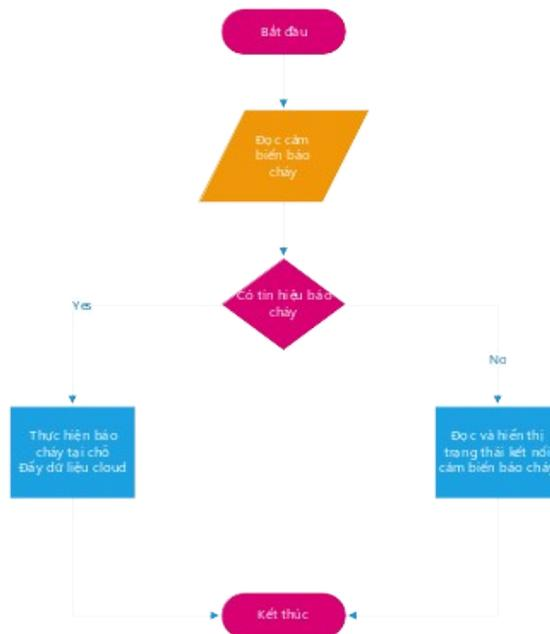 Bắt đầu
Đọc cảm
biến báo
cháy
Có tín hiệu báo
cháy
Yes
No
Thực hiện báo
cháy tại chỗ
Đẩy dữ liệu cloud
Đọc và hiển thị
trạng thái kết nối
cảm biến báo cháy
Kết thúc